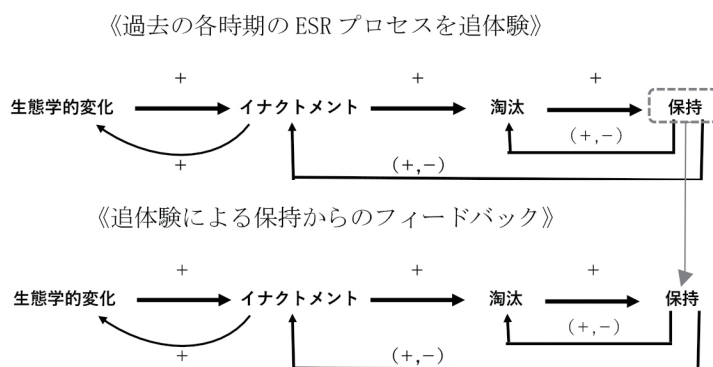 《過去の各時期の ESR プロセスを追体験》
+ + +
生態学的変化 イナクトメント 淘汰 保持
(+,−)
+ (+,−)
《追体験による保持からのフィードバック》
+ + +
生態学的変化 イナクトメント 淘汰 保持
(+,−)
+ (+,−)